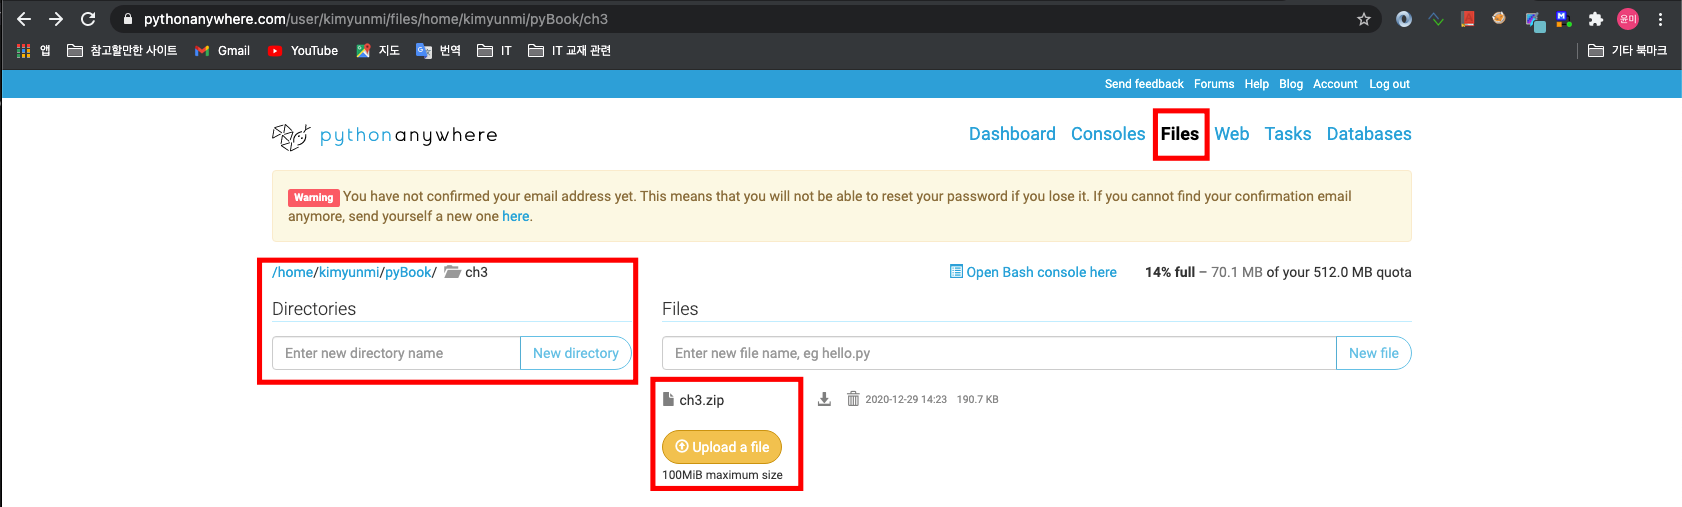 pythonanywhere.com/user/kimyunmi/files/home/kimyunmi/pyBook/ch3
윤미
앱 참고할만한 사이트 Gmail YouTube 지도 번역 IT IT 교재 관련 기타 북마크
Send feedback Forums Help Blog Account Log out
pythonanywhere Dashboard Consoles Files Web Tasks Databases
Warning You have not confirmed your email address yet. This means that you will not be able to reset your password if you lose it. If you cannot find your confirmation email
anymore, send yourself a new one here.
/home/kimyunmi/pyBook/ ch3 Open Bash console here 14% full – 70.1 MB of your 512.0 MB quota
Directories Files
Enter new directory name New directory Enter new file name, eg hello.py New file
ch3.zip 2020-12-29 14:23 190.7 KB
Upload a file
100MiB maximum size